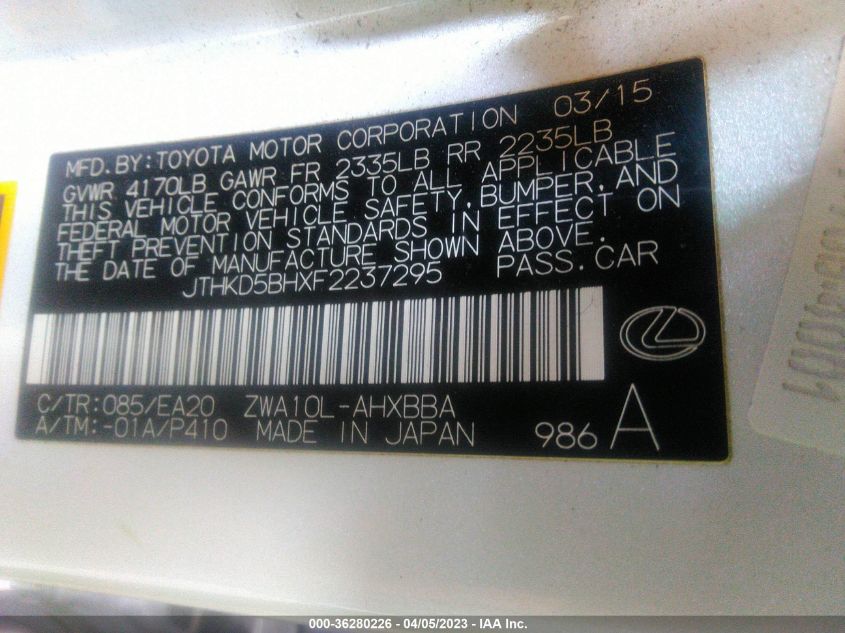 MFD.BY:TOYOTA MOTOR CORPORATION 03/15
GVWR 4170LB GAWR FR 2335LB RR 2235LB
THIS VEHICLE CONFORMS TO ALL APPLICABLE
FEDERAL MOTOR VEHICLE SAFETY,BUMPER,AND
THEFT PREVENTION STANDARDS IN EFFECT ON
THE DATE OF MANUFACTURE SHOWN ABOVE.
JTHKD5BHXF2237295 PASS.CAR
C/TR:085/EA20 ZWA10L-AHXBBA
A/TM:-01A/P410 MADE IN JAPAN 986 A
000-36280226 - 04/05/2023 - IAA Inc.